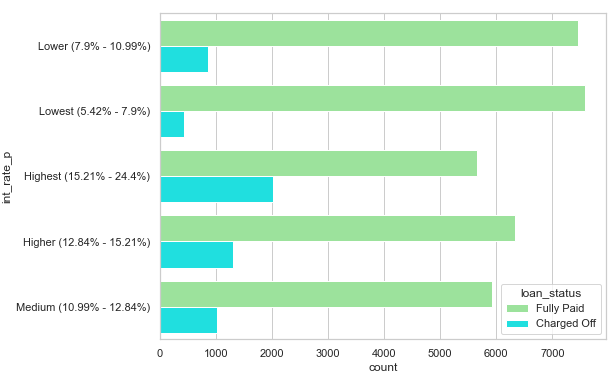 Lower (7.9% - 10.99%)
Lowest (5.42% - 7.9%)
Highest (15.21% - 24.4%)
Higher (12.84% - 15.21%)
Medium (10.99% - 12.84%)
int_rate_p
loan_status
Fully Paid
Charged Off
0 1000 2000 3000 4000 5000 6000 7000
count